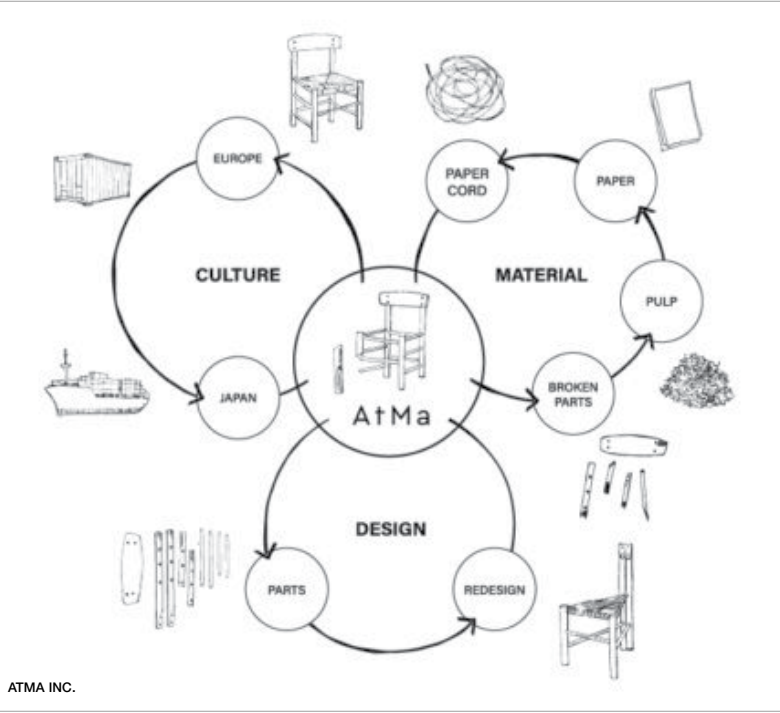 EUROPE
PAPER
CORD
PAPER
CULTURE
MATERIAL
PULP
JAPAN
BROKEN
PARTS
AtMa
DESIGN
PARTS
REDESIGN
ATMA INC.